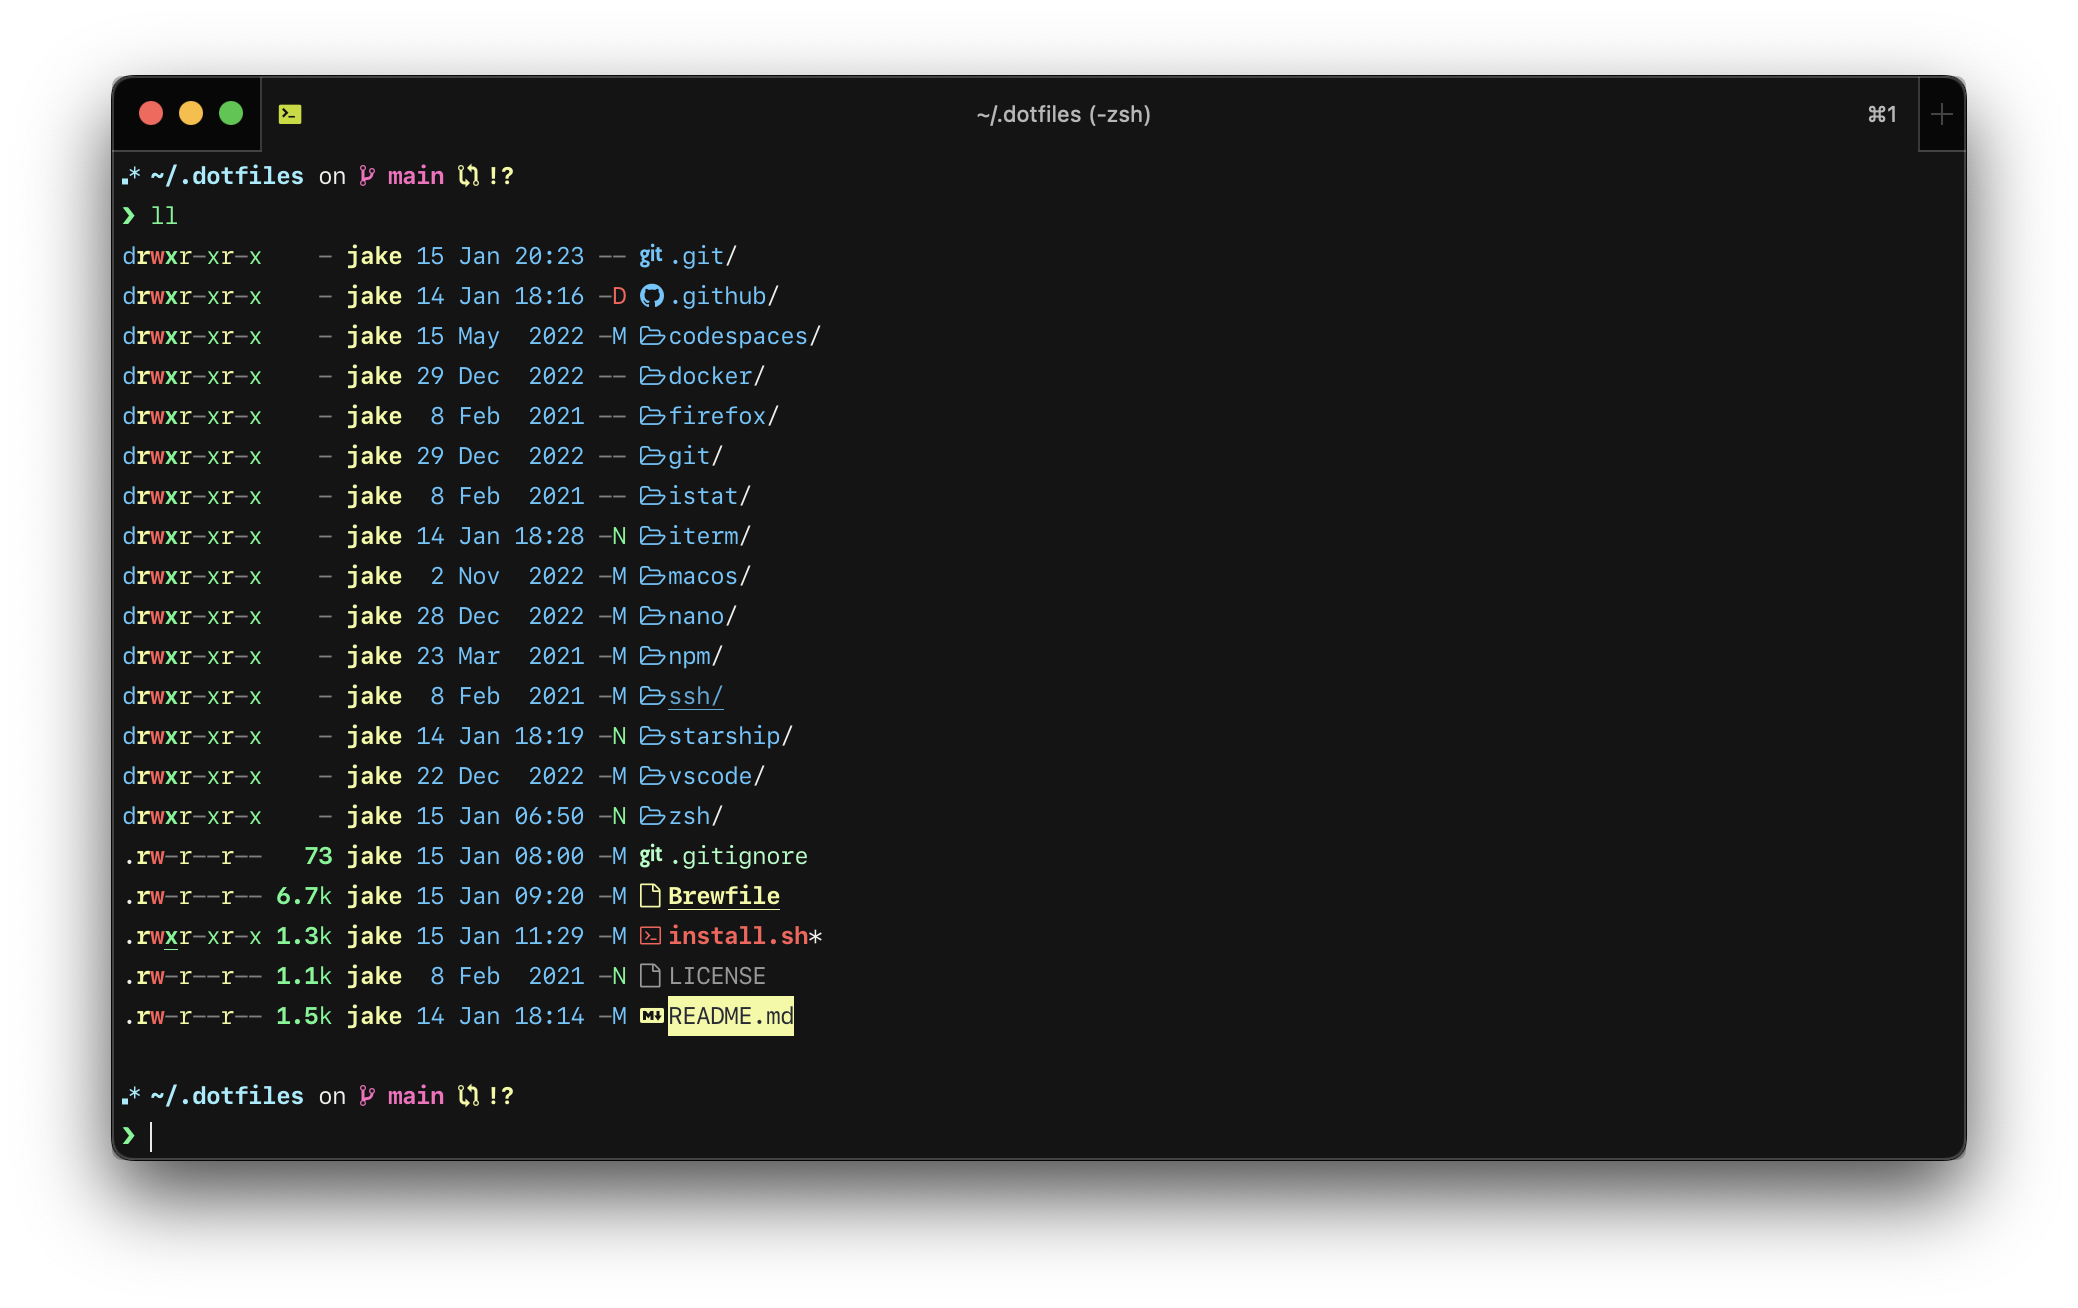 ~/.dotfiles (-zsh) ⌘1 +
.* ~/.dotfiles on main !?
❯ ll
drwxr-xr-x - jake 15 Jan 20:23 -- git .git/
drwxr-xr-x - jake 14 Jan 18:16 -D .github/
drwxr-xr-x - jake 15 May 2022 -M codespaces/
drwxr-xr-x - jake 29 Dec 2022 -- docker/
drwxr-xr-x - jake 8 Feb 2021 -- firefox/
drwxr-xr-x - jake 29 Dec 2022 -- git/
drwxr-xr-x - jake 8 Feb 2021 -- istat/
drwxr-xr-x - jake 14 Jan 18:28 -N iterm/
drwxr-xr-x - jake 2 Nov 2022 -M macos/
drwxr-xr-x - jake 28 Dec 2022 -M nano/
drwxr-xr-x - jake 23 Mar 2021 -M npm/
drwxr-xr-x - jake 8 Feb 2021 -M ssh/
drwxr-xr-x - jake 14 Jan 18:19 -N starship/
drwxr-xr-x - jake 22 Dec 2022 -M vscode/
drwxr-xr-x - jake 15 Jan 06:50 -N zsh/
.rw-r--r-- 73 jake 15 Jan 08:00 -M git .gitignore
.rw-r--r-- 6.7k jake 15 Jan 09:20 -M Brewfile
.rwxr-xr-x 1.3k jake 15 Jan 11:29 -M install.sh*
.rw-r--r-- 1.1k jake 8 Feb 2021 -N LICENSE
.rw-r--r-- 1.5k jake 14 Jan 18:14 -M README.md
.* ~/.dotfiles on main !?
❯